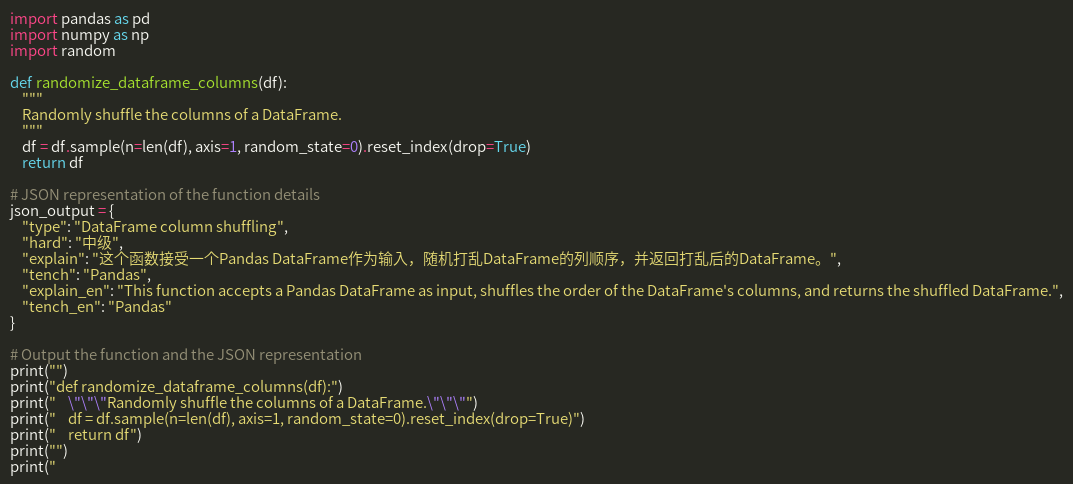 import pandas as pd
import numpy as np
import random

def randomize_dataframe_columns(df):
    """
    Randomly shuffle the columns of a DataFrame.
    """
    df = df.sample(n=len(df), axis=1, random_state=0).reset_index(drop=True)
    return df

# JSON representation of the function details
json_output = {
    "type": "DataFrame column shuffling",
    "hard": "中级",
    "explain": "这个函数接受一个Pandas DataFrame作为输入，随机打乱DataFrame的列顺序，并返回打乱后的DataFrame。",
    "tench": "Pandas",
    "explain_en": "This function accepts a Pandas DataFrame as input, shuffles the order of the DataFrame's columns, and returns the shuffled DataFrame.",
    "tench_en": "Pandas"
}

# Output the function and the JSON representation
print("")
print("def randomize_dataframe_columns(df):")
print("    \"\"\"Randomly shuffle the columns of a DataFrame.\"\"\"")
print("    df = df.sample(n=len(df), axis=1, random_state=0).reset_index(drop=True)")
print("    return df")
print("")
print("